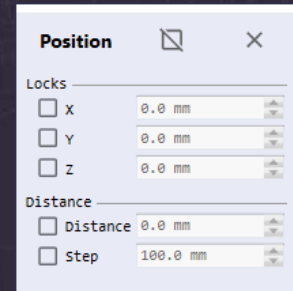 Position
Locks
X 0.0 mm
Y 0.0 mm
Z 0.0 mm
Distance
Distance 0.0 mm
Step 100.0 mm